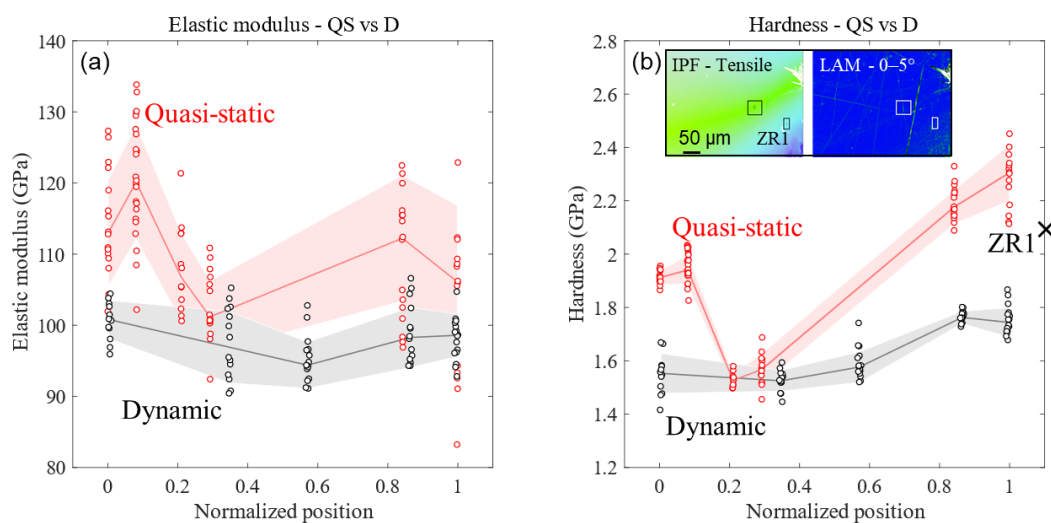 Elastic modulus - QS vs D
(a)
Quasi-static
Dynamic
Elastic modulus (GPa)
140
130
120
110
100
90
80
0
0.2
0.4
0.6
0.8
1
Normalized position
Hardness - QS vs D
(b)
IPF - Tensile
LAM - 0–5°
50 μm
ZR1
Quasi-static
ZR1
Dynamic
Hardness (GPa)
2.8
2.6
2.4
2.2
2
1.8
1.6
1.4
1.2
0
0.2
0.4
0.6
0.8
1
Normalized position